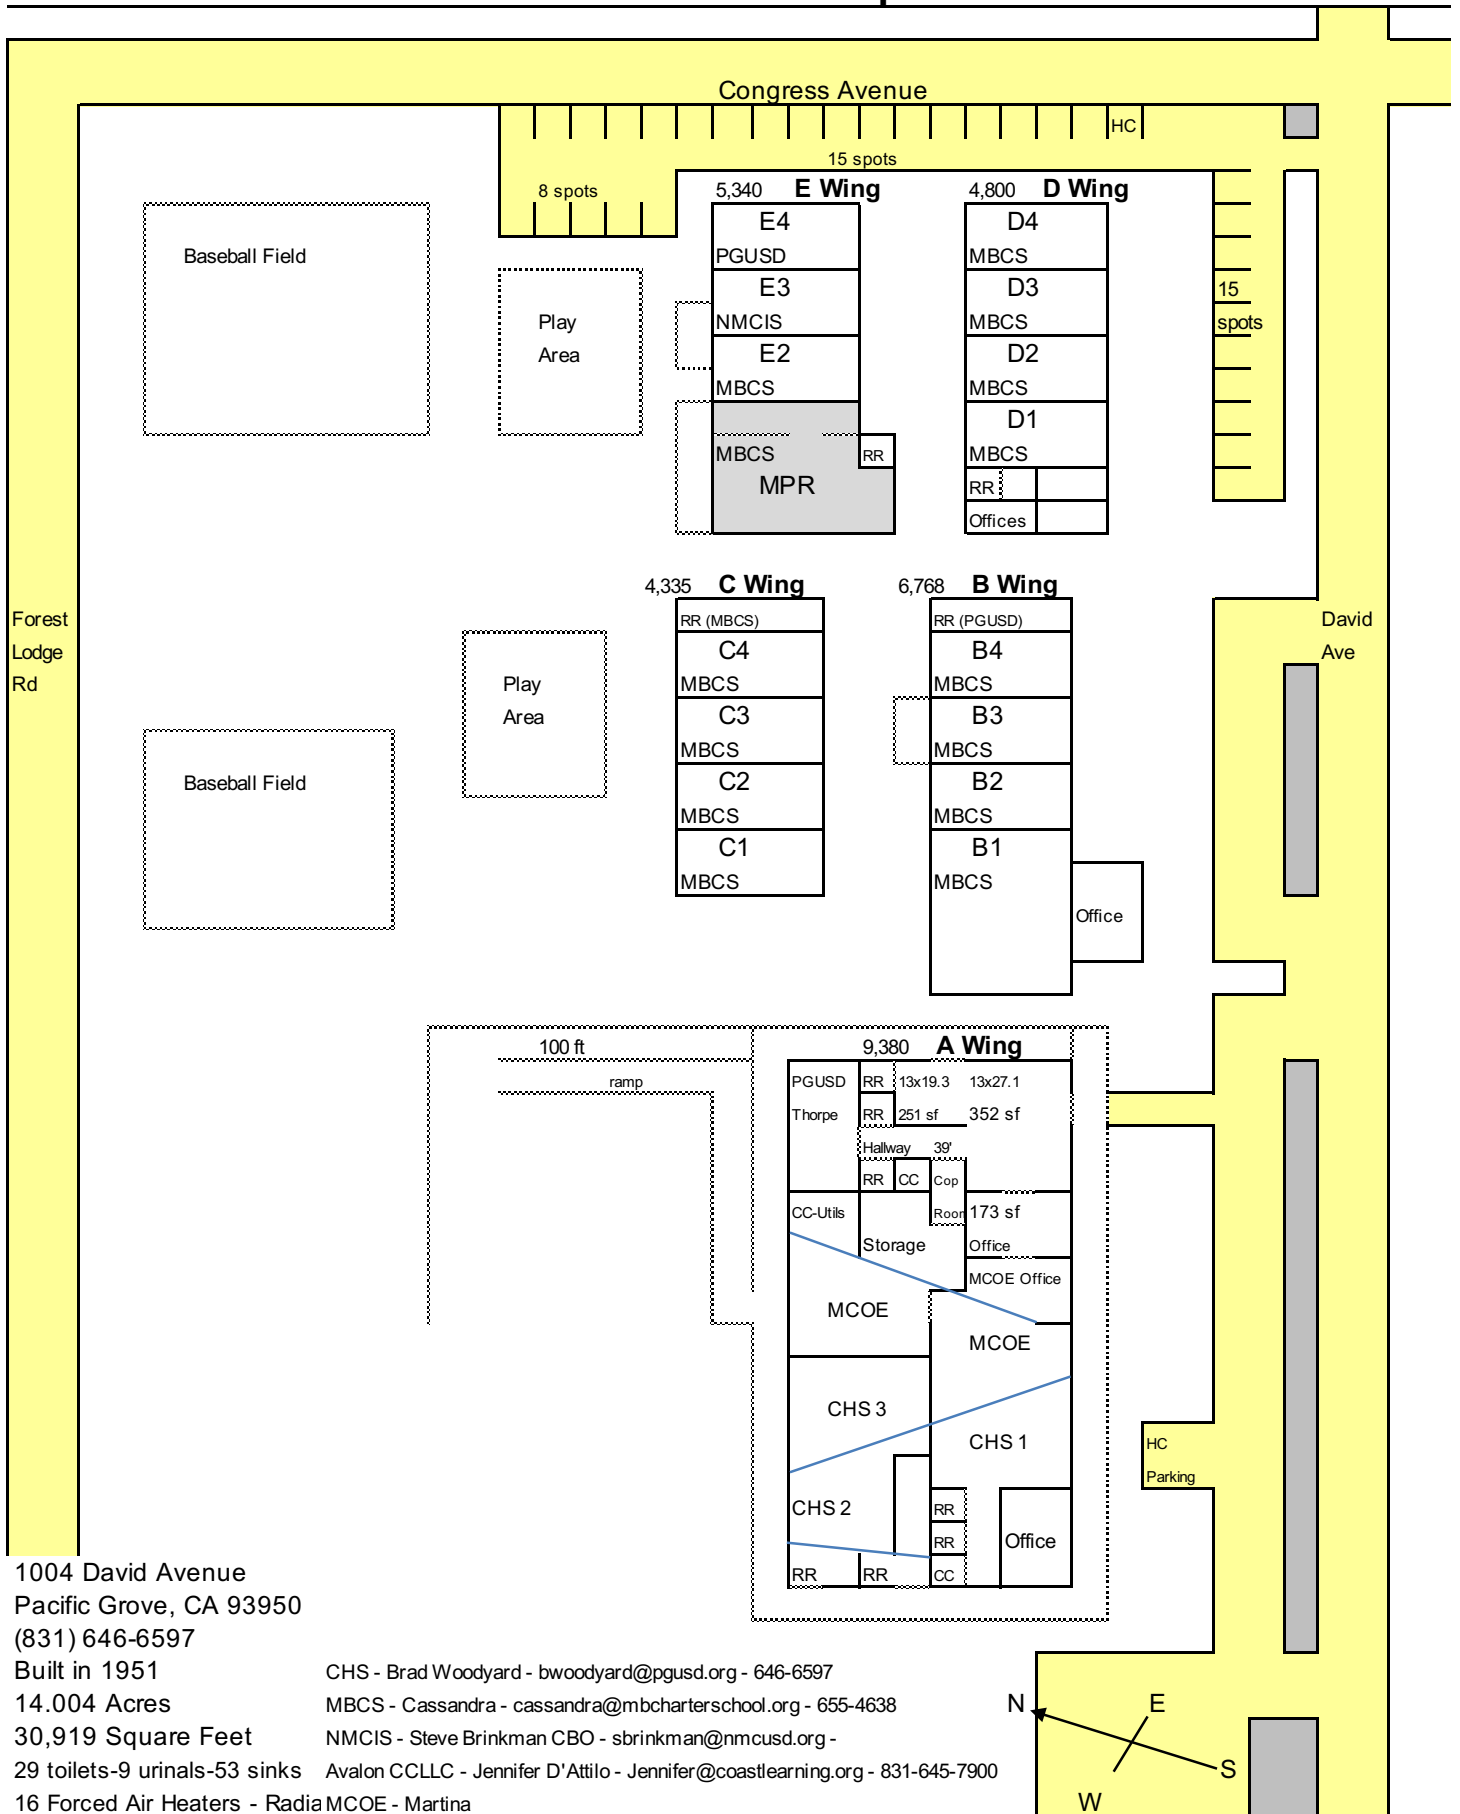 Congress Avenue
HC
15 spots
8 spots
5,340 E Wing
4,800 D Wing
E4
PGUSD
E3
NMCIS
E2
MBCS
MBCS
RR
MPR
D4
MBCS
D3
MBCS
D2
MBCS
D1
MBCS
RR
Offices
15
spots
Baseball Field
Play
Area
Forest
Lodge
Rd
David
Ave
4,335 C Wing
RR (MBCS)
C4
MBCS
C3
MBCS
C2
MBCS
C1
MBCS
6,768 B Wing
RR (PGUSD)
B4
MBCS
B3
MBCS
B2
MBCS
B1
MBCS
Office
Play
Area
Baseball Field
100 ft
ramp
9,380 A Wing
PGUSD RR 13x19.3 13x27.1
Thorpe RR 251 sf 352 sf
Hallway 39'
RR CC Cop
CC-Utils Room 173 sf
Storage Office
MCOE Office
MCOE
MCOE
CHS 3
CHS 1
HC
Parking
CHS 2
RR
RR
Office
RR RR CC
1004 David Avenue
Pacific Grove, CA 93950
(831) 646-6597
Built in 1951
14.004 Acres
30,919 Square Feet
29 toilets-9 urinals-53 sinks
16 Forced Air Heaters - Radia
CHS - Brad Woodyard - bwoodyard@pgusd.org - 646-6597
MBCS - Cassandra - cassandra@mbcharterschool.org - 655-4638
NMCIS - Steve Brinkman CBO - sbrinkman@nmcusd.org -
Avalon CCLLC - Jennifer D'Attilo - Jennifer@coastlearning.org - 831-645-7900
MCOE - Martina
N
E
S
W